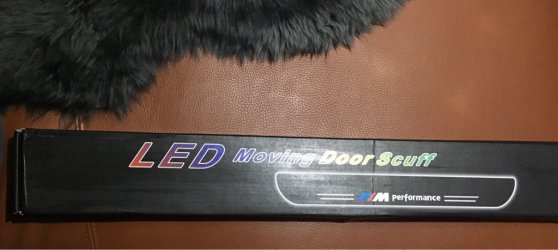 LED Moving Door Scuff
///M Performance